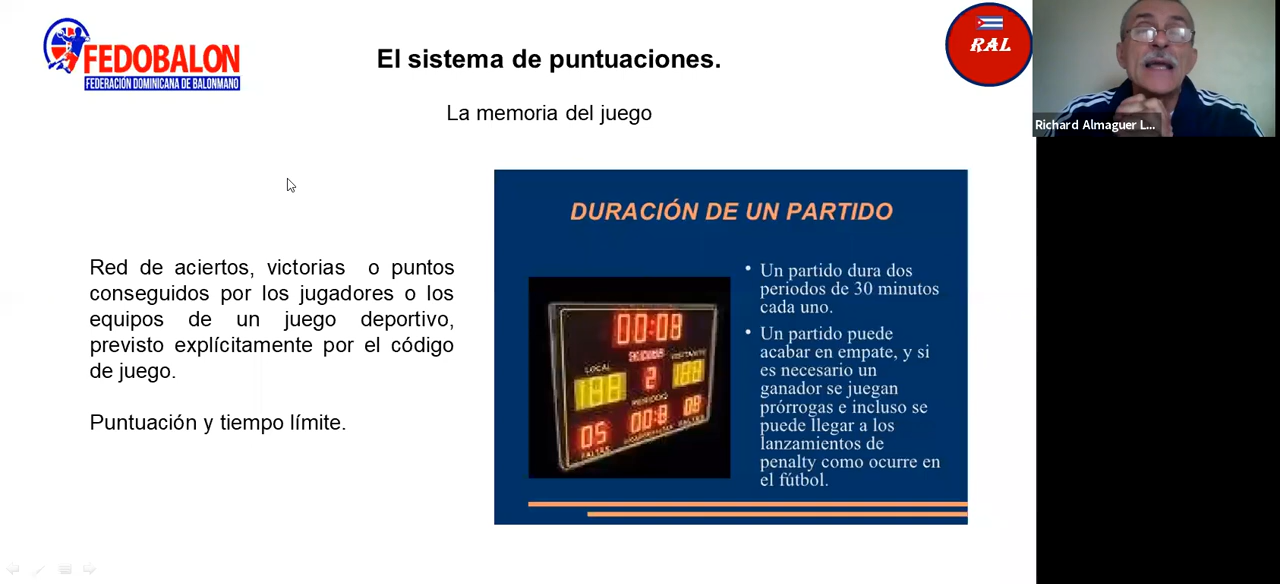 FEDOBALON
FEDERACIÓN DOMINICANA DE BALONMANO
El sistema de puntuaciones.
La memoria del juego
RAL
Richard Almaguer L...
Red de aciertos, victorias o puntos
conseguidos por los jugadores o los
equipos de un juego deportivo,
previsto explícitamente por el código
de juego.
Puntuación y tiempo límite.
DURACIÓN DE UN PARTIDO
• Un partido dura dos
periodos de 30 minutos
cada uno.
• Un partido puede
acabar en empate, y si
es necesario un
ganador se juegan
prórrogas e incluso se
puede llegar a los
lanzamientos de
penalty como ocurre en
el fútbol.
00:08
LOCAL
VISITANTE
188
2
188
PERIODO
05
00:8
09
FALTAS
FALTAS